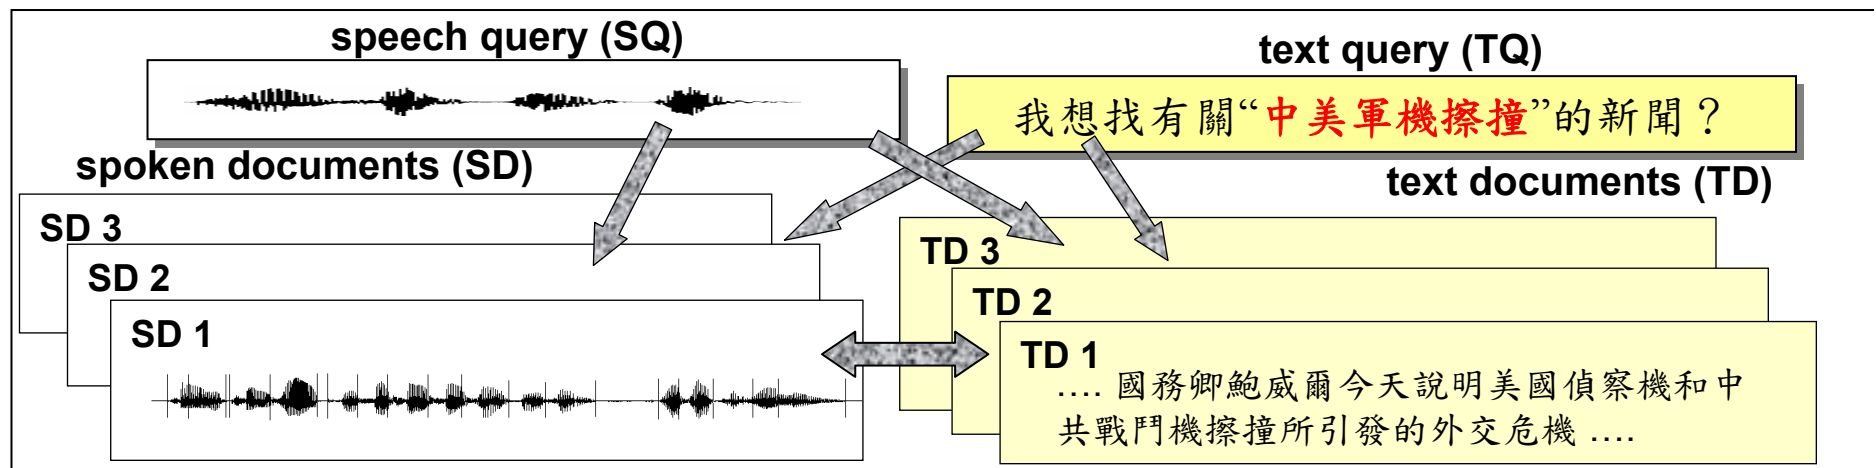 speech query (SQ)
text query (TQ)
我想找有關“中美軍機擦撞”的新聞？
spoken documents (SD)
text documents (TD)
SD 3
SD 2
SD 1
TD 3
TD 2
TD 1
.... 國務卿鮑威爾今天說明美國偵察機和中
共戰鬥機擦撞所引發的外交危機 ....